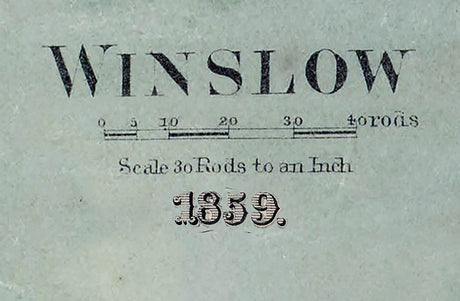 WINSLOW
0 5 10 20 30 40 rods
Scale 30 Rods to an Inch
1859.